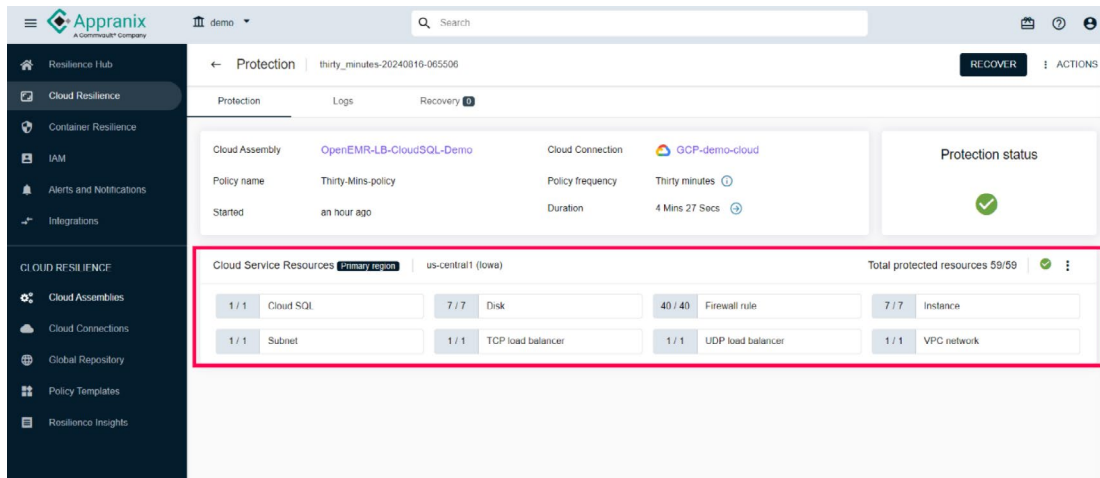 Appranix
A Commvault® Company
demo
Search
Resilience Hub
Cloud Resilience
Container Resilience
IAM
Alerts and Notifications
Integrations
CLOUD RESILIENCE
Cloud Assemblies
Cloud Connections
Global Repository
Policy Templates
Resilience Insights
Protection thirty_minutes-20240816-065506
RECOVER ACTIONS
Protection Logs Recovery 0
Cloud Assembly OpenEMR-LB-CloudSQL-Demo Cloud Connection GCP-demo-cloud
Policy name Thirty-Mins-policy Policy frequency Thirty minutes
Started an hour ago Duration 4 Mins 27 Secs
Protection status
Cloud Service Resources Primary region us-central1 (Iowa) Total protected resources 59/59
1 / 1 Cloud SQL 7 / 7 Disk 40 / 40 Firewall rule 7 / 7 Instance
1 / 1 Subnet 1 / 1 TCP load balancer 1 / 1 UDP load balancer 1 / 1 VPC network